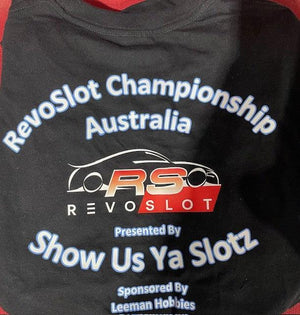 RevoSlot Championship
Australia
RS
REVOSLOT
Presented By
Show Us Ya Slotz
Sponsored By
Leeman Hobbies